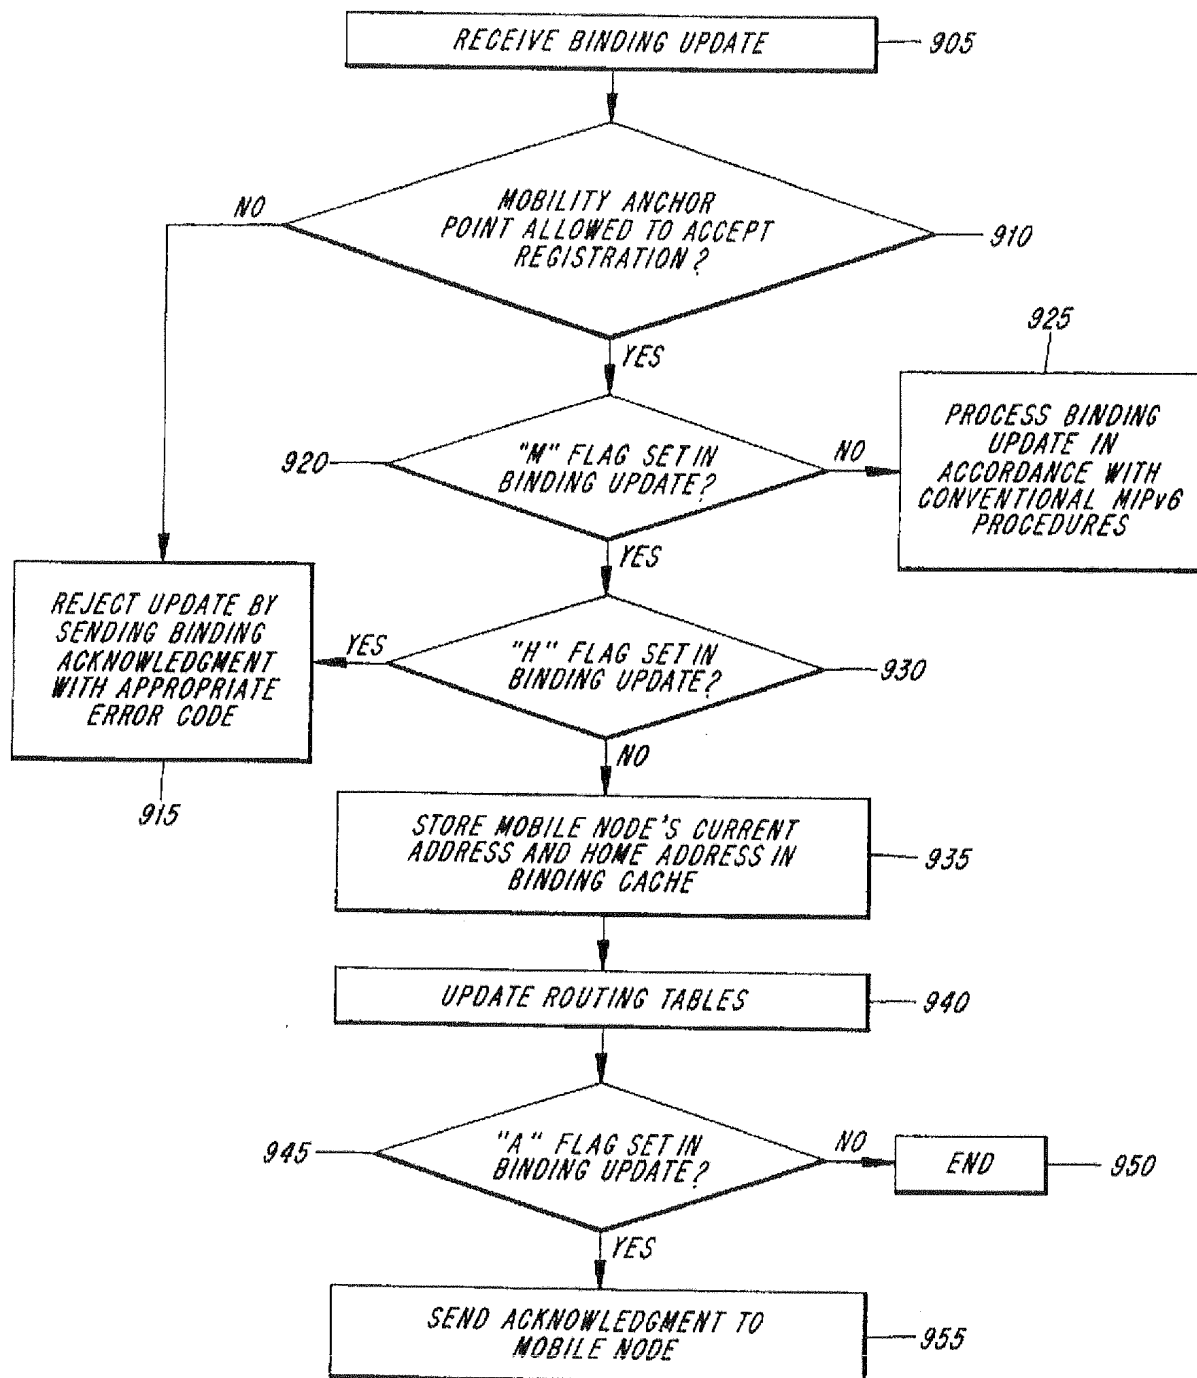 RECEIVE BINDING UPDATE
905
MOBILITY ANCHOR
POINT ALLOWED TO ACCEPT
REGISTRATION?
910
NO
YES
925
"M" FLAG SET IN
BINDING UPDATE?
920
NO
PROCESS BINDING
UPDATE IN
ACCORDANCE WITH
CONVENTIONAL MIPv6
PROCEDURES
YES
REJECT UPDATE BY
SENDING BINDING
ACKNOWLEDGMENT
WITH APPROPRIATE
ERROR CODE
915
YES
"H" FLAG SET IN
BINDING UPDATE?
930
NO
STORE MOBILE NODE'S CURRENT
ADDRESS AND HOME ADDRESS IN
BINDING CACHE
935
UPDATE ROUTING TABLES
940
945
"A" FLAG SET IN
BINDING UPDATE?
NO
END
950
YES
SEND ACKNOWLEDGMENT TO
MOBILE NODE
955